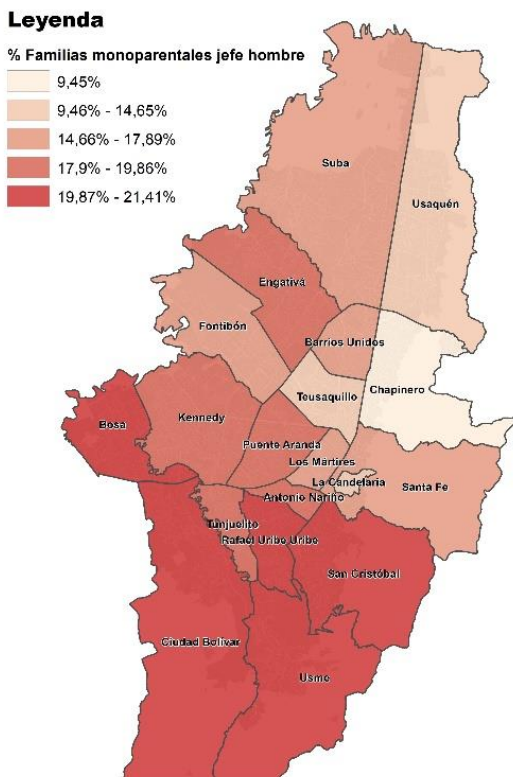 Leyenda
% Familias monoparentales jefe hombre
9,45%
9,46% - 14,65%
14,66% - 17,89%
17,9% - 19,86%
19,87% - 21,41%
Suba
Usaquén
Engativá
Fontibón
Barrios Unidos
Chapinero
Teusaquillo
Bosa
Kennedy
Puente Aranda
Los Mártires
La Candelaria
Santa Fe
Antonio Nariño
Tunjuelito
Rafael Uribe Uribe
San Cristóbal
Ciudad Bolívar
Usme